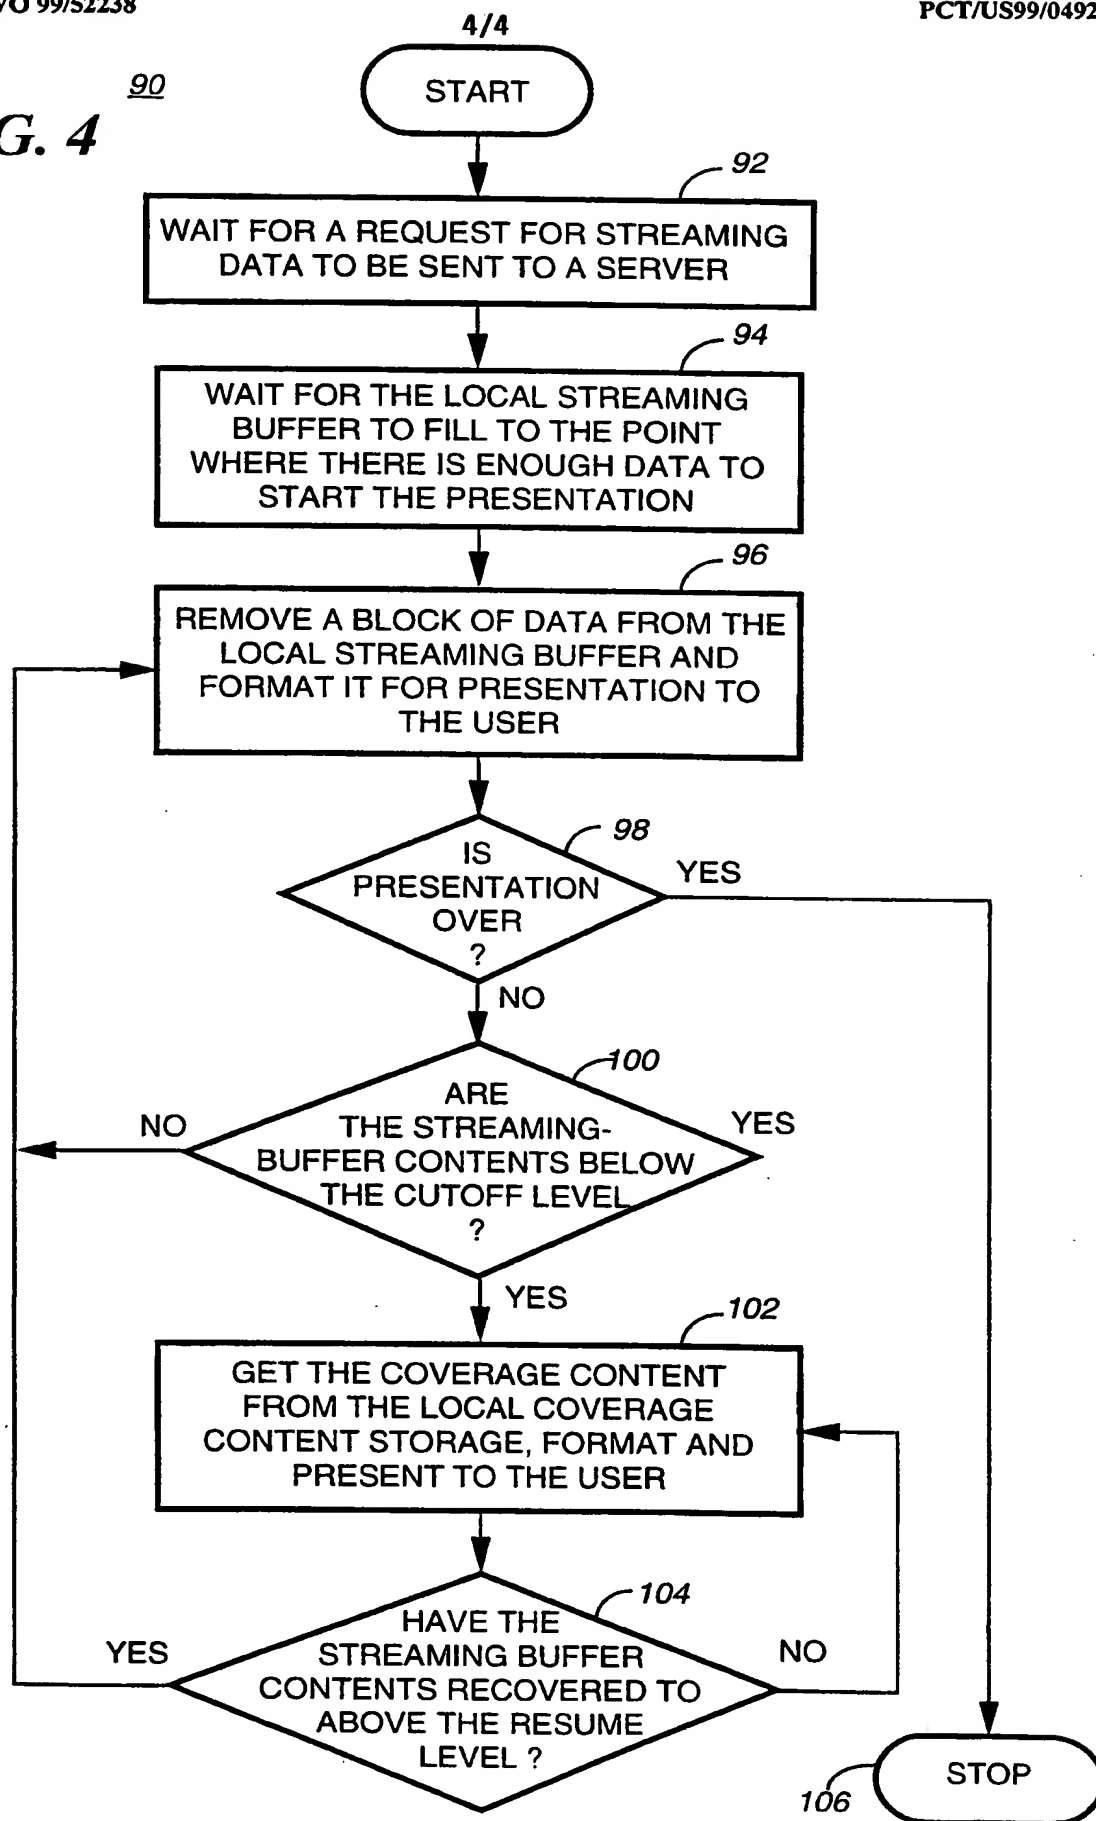 /O 99/52238
PCT/US99/0492
4/4
90
G. 4
START
92
WAIT FOR A REQUEST FOR STREAMING
DATA TO BE SENT TO A SERVER
94
WAIT FOR THE LOCAL STREAMING
BUFFER TO FILL TO THE POINT
WHERE THERE IS ENOUGH DATA TO
START THE PRESENTATION
96
REMOVE A BLOCK OF DATA FROM THE
LOCAL STREAMING BUFFER AND
FORMAT IT FOR PRESENTATION TO
THE USER
98
IS
PRESENTATION
OVER
?
YES
NO
100
ARE
THE STREAMING-
BUFFER CONTENTS BELOW
THE CUTOFF LEVEL
?
NO
YES
YES
102
GET THE COVERAGE CONTENT
FROM THE LOCAL COVERAGE
CONTENT STORAGE, FORMAT AND
PRESENT TO THE USER
104
HAVE THE
STREAMING BUFFER
CONTENTS RECOVERED TO
ABOVE THE RESUME
LEVEL ?
YES
NO
STOP
106